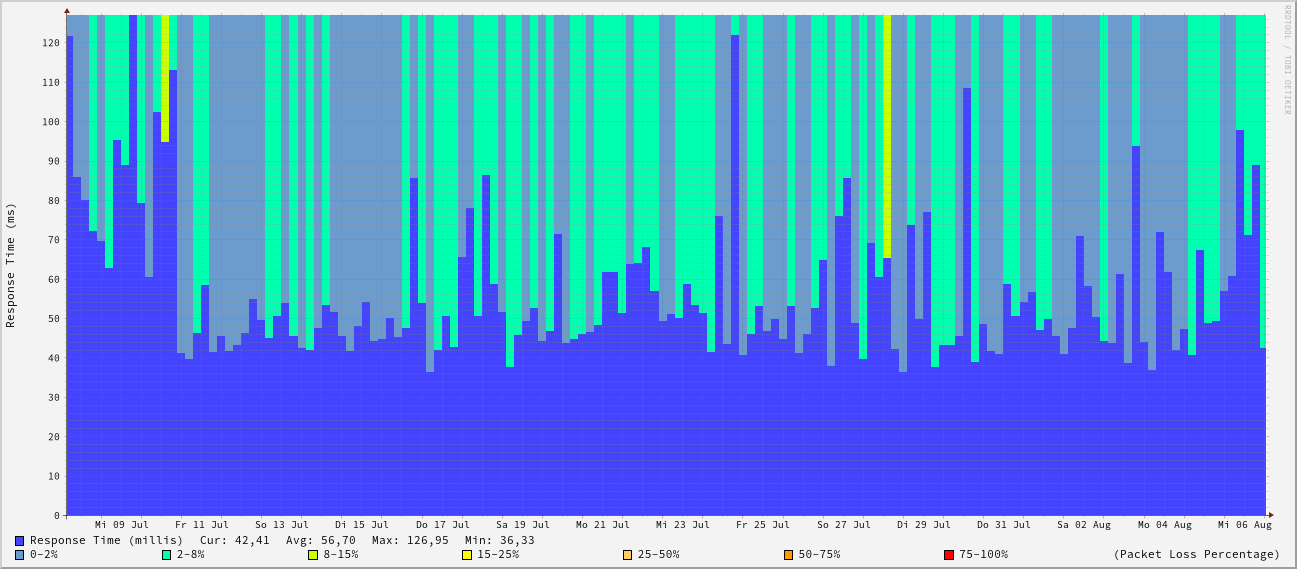 RRDTOOL / TOBI OETIKER
Response Time (ms)
120
110
100
90
80
70
60
50
40
30
20
10
0
Mi 09 Jul Fr 11 Jul So 13 Jul Di 15 Jul Do 17 Jul Sa 19 Jul Mo 21 Jul Mi 23 Jul Fr 25 Jul So 27 Jul Di 29 Jul Do 31 Jul Sa 02 Aug Mo 04 Aug Mi 06 Aug
Response Time (millis) Cur: 42,41 Avg: 56,70 Max: 126,95 Min: 36,33
0-2% 2-8% 8-15% 15-25% 25-50% 50-75% 75-100% (Packet Loss Percentage)